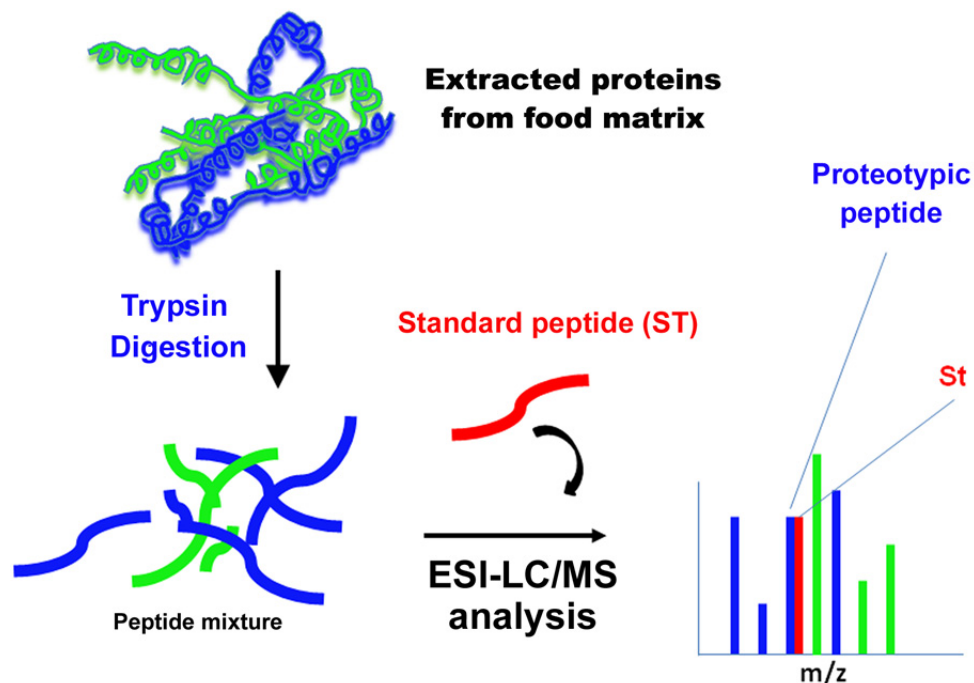 Extracted proteins
from food matrix
Proteotypic
peptide
Trypsin
Digestion
Standard peptide (ST)
St
ESI-LC/MS
analysis
Peptide mixture
m/z